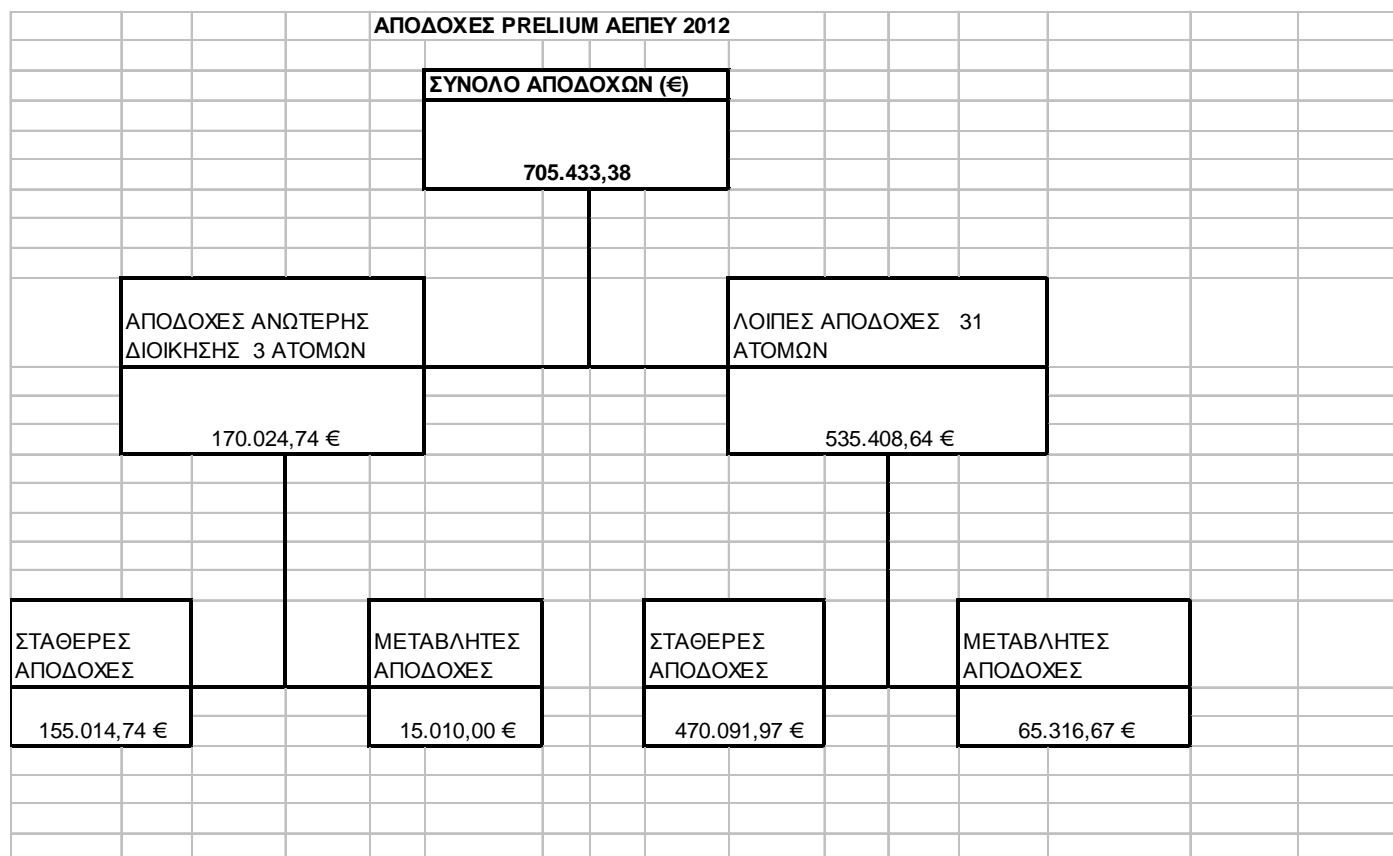 ΑΠΟΔΟΧΕΣ PRELIUM ΑΕΠΕΥ 2012
ΣΥΝΟΛΟ ΑΠΟΔΟΧΩΝ (€)
705.433,38
ΑΠΟΔΟΧΕΣ ΑΝΩΤΕΡΗΣ
ΔΙΟΙΚΗΣΗΣ 3 ΑΤΟΜΩΝ
170.024,74 €
ΛΟΙΠΕΣ ΑΠΟΔΟΧΕΣ 31
ΑΤΟΜΩΝ
535.408,64 €
ΣΤΑΘΕΡΕΣ
ΑΠΟΔΟΧΕΣ
155.014,74 €
ΜΕΤΑΒΛΗΤΕΣ
ΑΠΟΔΟΧΕΣ
15.010,00 €
ΣΤΑΘΕΡΕΣ
ΑΠΟΔΟΧΕΣ
470.091,97 €
ΜΕΤΑΒΛΗΤΕΣ
ΑΠΟΔΟΧΕΣ
65.316,67 €